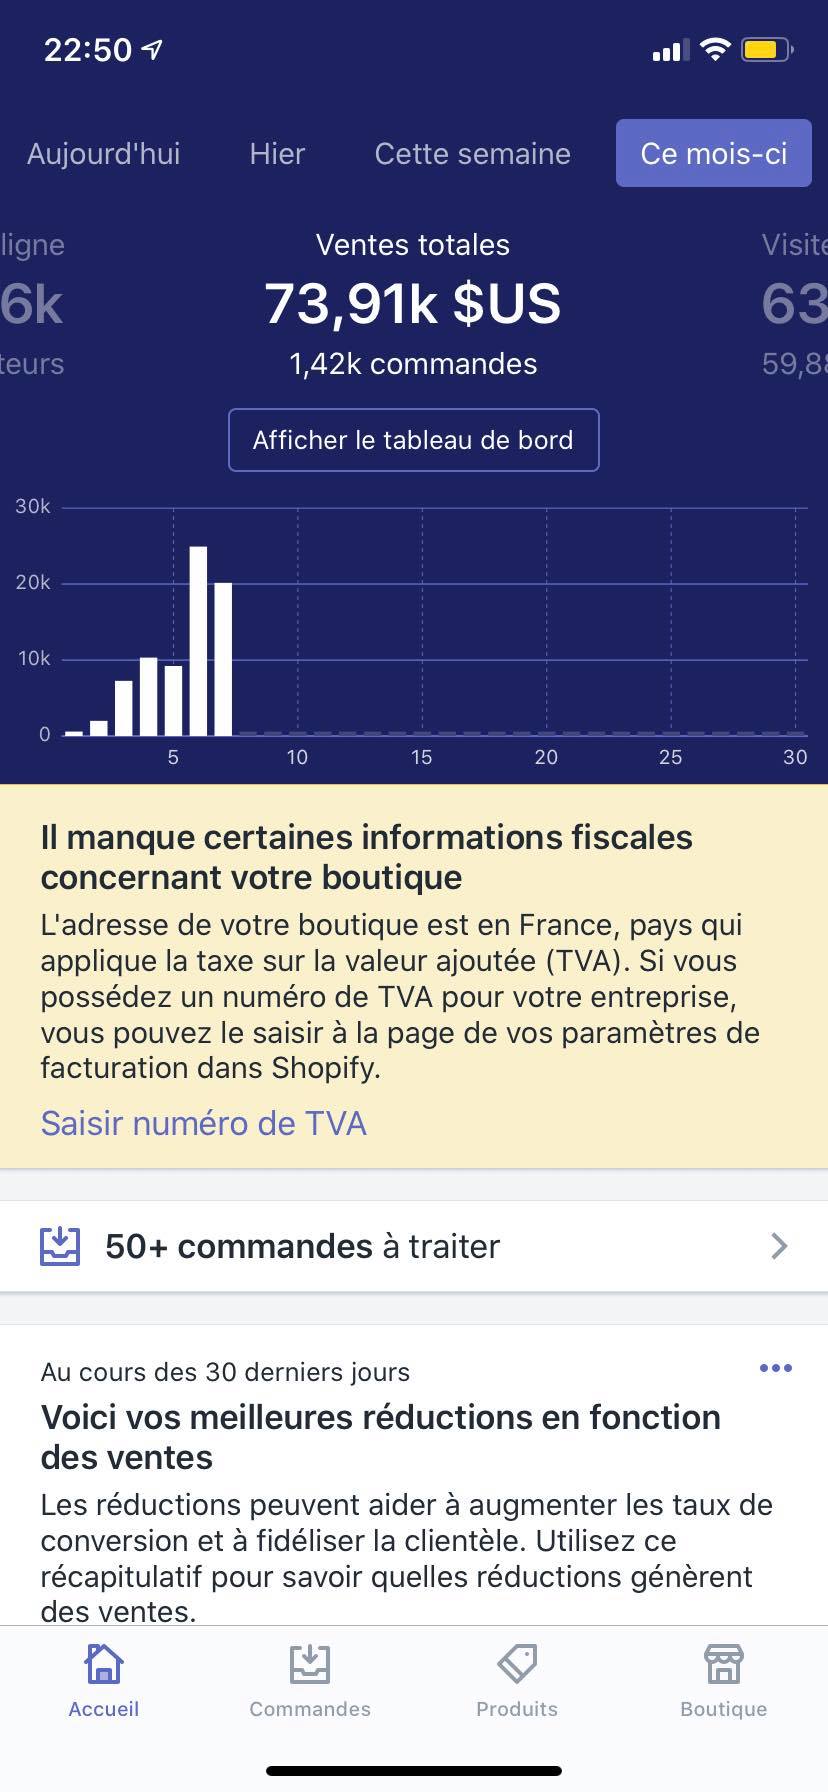 22:50
Aujourd'hui Hier Cette semaine Ce mois-ci
ligne Ventes totales Visite
6k 73,91k $US 63
teurs 1,42k commandes 59,8
Afficher le tableau de bord
30k
20k
10k
0
5 10 15 20 25 30
Il manque certaines informations fiscales
concernant votre boutique
L'adresse de votre boutique est en France, pays qui
applique la taxe sur la valeur ajoutée (TVA). Si vous
possédez un numéro de TVA pour votre entreprise,
vous pouvez le saisir à la page de vos paramètres de
facturation dans Shopify.
Saisir numéro de TVA
50+ commandes à traiter
Au cours des 30 derniers jours
Voici vos meilleures réductions en fonction
des ventes
Les réductions peuvent aider à augmenter les taux de
conversion et à fidéliser la clientèle. Utilisez ce
récapitulatif pour savoir quelles réductions génèrent
des ventes.
Accueil Commandes Produits Boutique